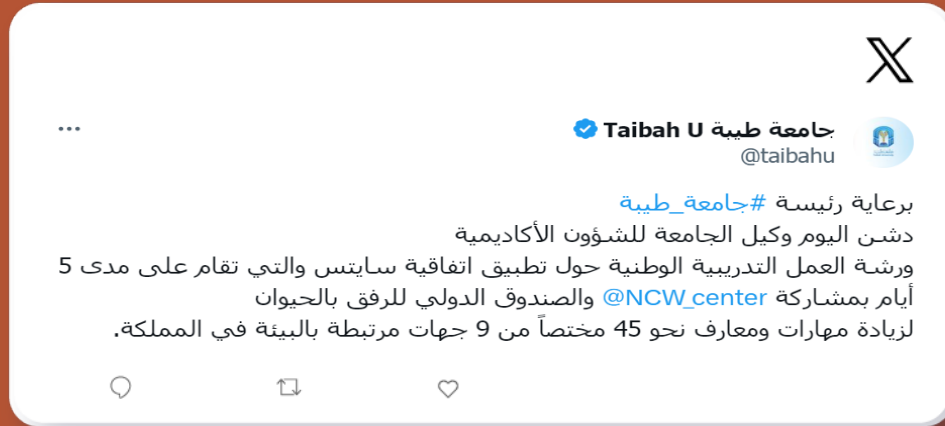 جامعة طيبة Taibah U
@taibahu
برعاية رئيسة #جامعة_طيبة
دشن اليوم وكيل الجامعة للشؤون الأكاديمية
ورشة العمل التدريبية الوطنية حول تطبيق اتفاقية سايتس والتي تقام على مدى 5
أيام بمشاركة @NCW_center والصندوق الدولي للرفق بالحيوان
لزيادة مهارات ومعارف نحو 45 مختصاً من 9 جهات مرتبطة بالبيئة في المملكة.